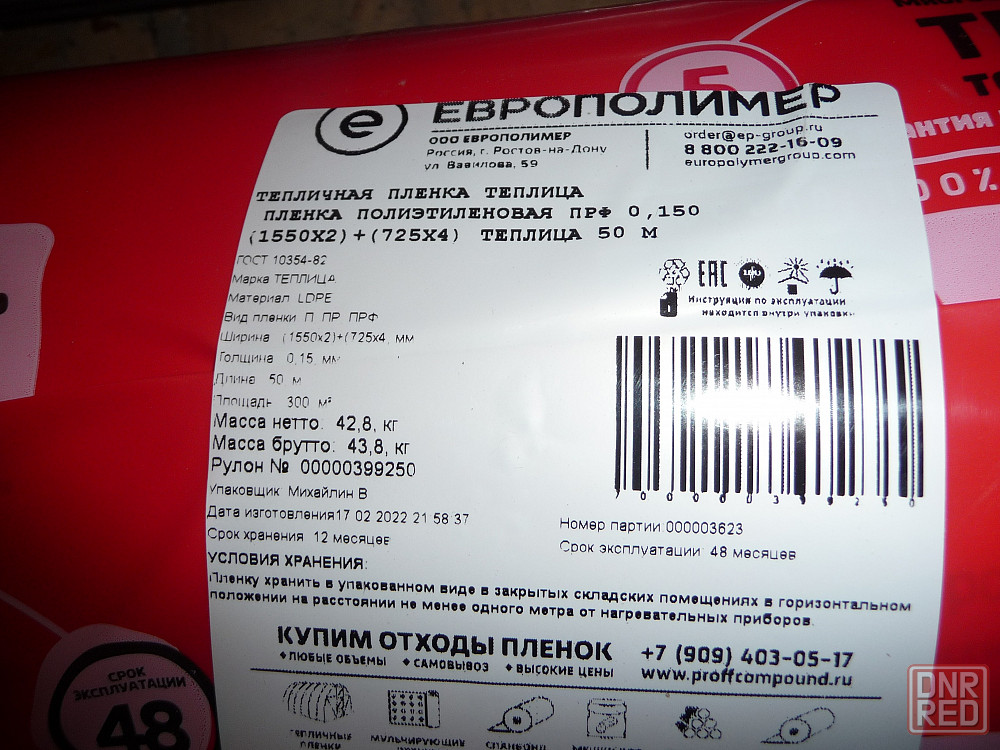 ЕВРОПОЛИМЕР
ООО ЕВРОПОЛИМЕР
Россия, г. Ростов-на-Дону
ул. Вавилова, 59
order@ep-group.ru
8 800 222-16-09
europolymergroup.com
5
ТЕПЛИЧНАЯ ПЛЕНКА ТЕПЛИЦА
ПЛЕНКА ПОЛИЭТИЛЕНОВАЯ ПРФ 0,150
(1550Х2)+(725Х4) ТЕПЛИЦА 50 М
ГОСТ 10354-82
Марка ТЕПЛИЦА
Материал LDPE
Вид пленки П ПР ПРФ
Ширина (1550х2)+(725х4, мм
Толщина 0,15, мм
Длина 50 м
Площадь 300 м²
Масса нетто: 42,8, кг
Масса брутто: 43,8, кг
Рулон № 00000399250
Упаковщик Михайлин В
Дата изготовления17 02 2022 21:58:37
Срок хранения 12 месяцев
EAC
Инструкция по эксплуатации
находится внутри упаковки
Номер партии 000003623
Срок эксплуатации: 48 месяцев
УСЛОВИЯ ХРАНЕНИЯ:
Пленку хранить в упакованном виде в закрытых складских помещениях в горизонтальном
положении на расстоянии не менее одного метра от нагревательных приборов.
КУПИМ ОТХОДЫ ПЛЕНОК
ЛЮБЫЕ ОБЪЕМЫ САМОВЫВОЗ ВЫСОКИЕ ЦЕНЫ
+7 (909) 403-05-17
www.proffcompound.ru
ТЕПЛИЧНЫЕ
ПЛЕНКИ
МУЛЬЧИРУЮЩИЕ
СПАНБОНД
СРОК
ЭКСПЛУАТАЦИИ
48
DNR
RED